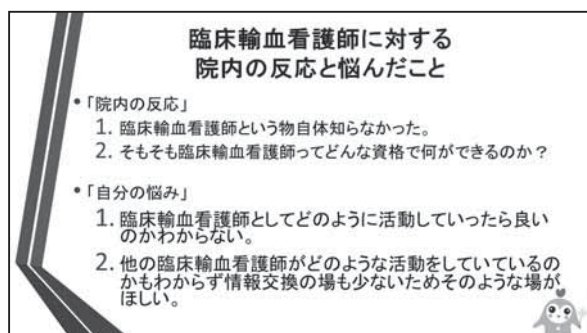 臨床輸血看護師に対する
院内の反応と悩んだこと
• 「院内の反応」
1. 臨床輸血看護師という物自体知らなかった。
2. そもそも臨床輸血看護師ってどんな資格で何ができるのか？
• 「自分の悩み」
1. 臨床輸血看護師としてどのように活動していったら良い
のかわからない。
2. 他の臨床輸血看護師がどのような活動をしていているの
かもわからず情報交換の場も少ないためそのような場が
ほしい。